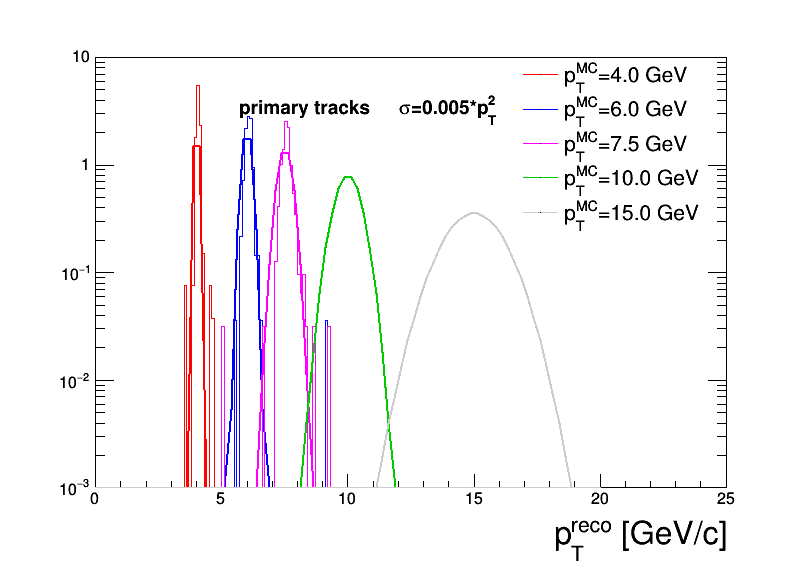 10
1
10⁻¹
10⁻²
10⁻³
primary tracks σ=0.005*p_T^2
p_T^MC=4.0 GeV
p_T^MC=6.0 GeV
p_T^MC=7.5 GeV
p_T^MC=10.0 GeV
p_T^MC=15.0 GeV
0 5 10 15 20 25
p_T^reco [GeV/c]